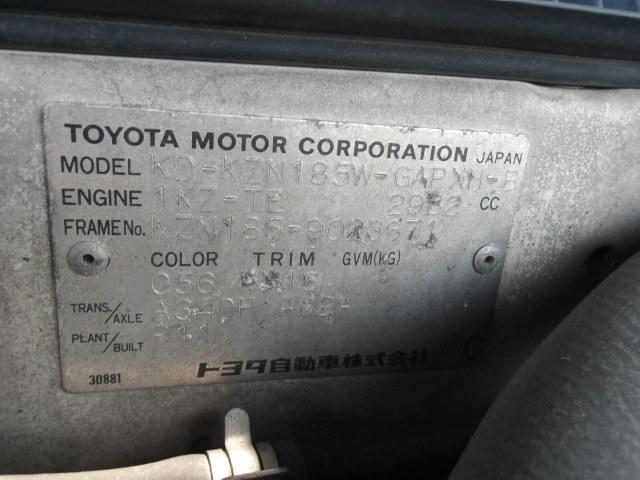 TOYOTA MOTOR CORPORATION JAPAN
MODEL KD-KZN185W-GAPXH-B
ENGINE 1KZ-TE 2982 CC
FRAME No. KZN185-9023671
COLOR TRIM GVM(KG)
C56
TRANS./AXLE A340F
PLANT/BUILT
トヨタ自動車株式会社 C
30881